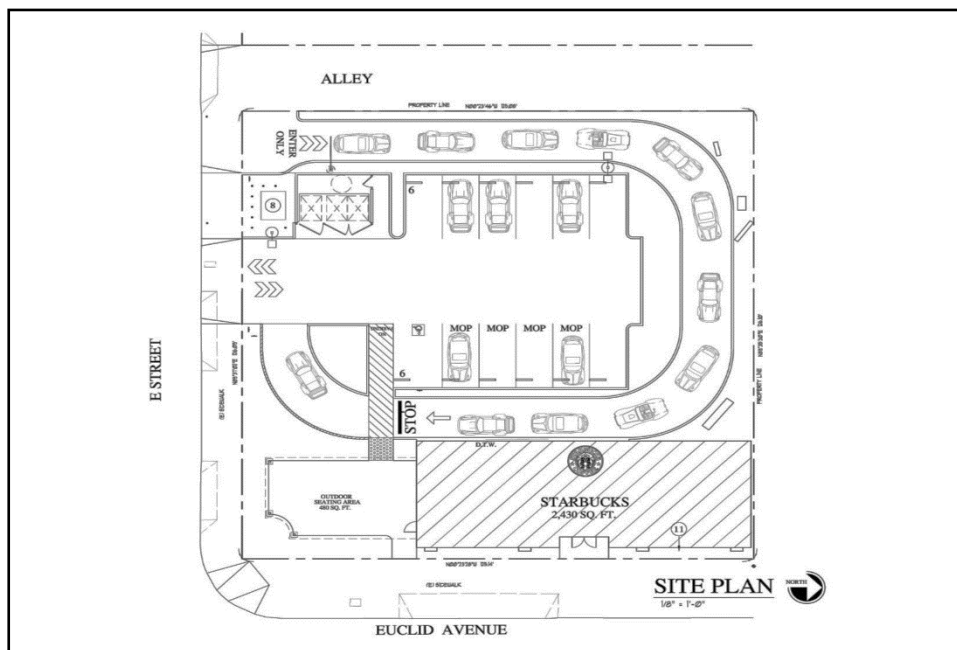 ALLEY
PROPERTY LINE
ENTER
ONLY
8
6
MOP
MOP
MOP
MOP
6
STOP
D.T.W.
E STREET
(E) SIDEWALK
PROPERTY LINE
OUTDOOR
SEATING AREA
480 SQ. FT.
STARBUCKS
2,430 SQ. FT.
11
(E) SIDEWALK
SITE PLAN
NORTH
1/8" = 1'-0"
EUCLID AVENUE